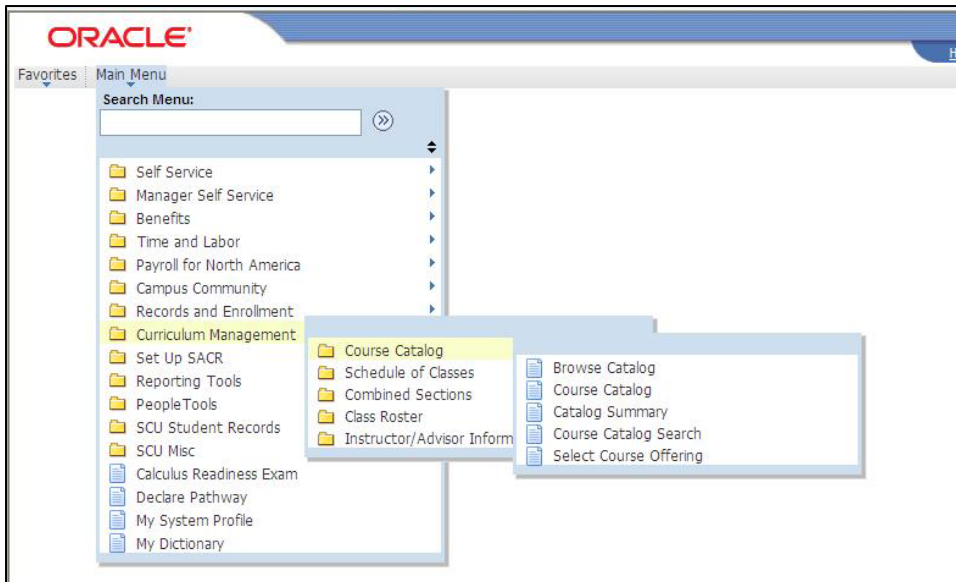 ORACLE
H
Favorites Main Menu
Search Menu:
Self Service
Manager Self Service
Benefits
Time and Labor
Payroll for North America
Campus Community
Records and Enrollment
Curriculum Management
Set Up SACR
Reporting Tools
PeopleTools
SCU Student Records
SCU Misc
Calculus Readiness Exam
Declare Pathway
My System Profile
My Dictionary
Course Catalog
Schedule of Classes
Combined Sections
Class Roster
Instructor/Advisor Inform
Browse Catalog
Course Catalog
Catalog Summary
Course Catalog Search
Select Course Offering